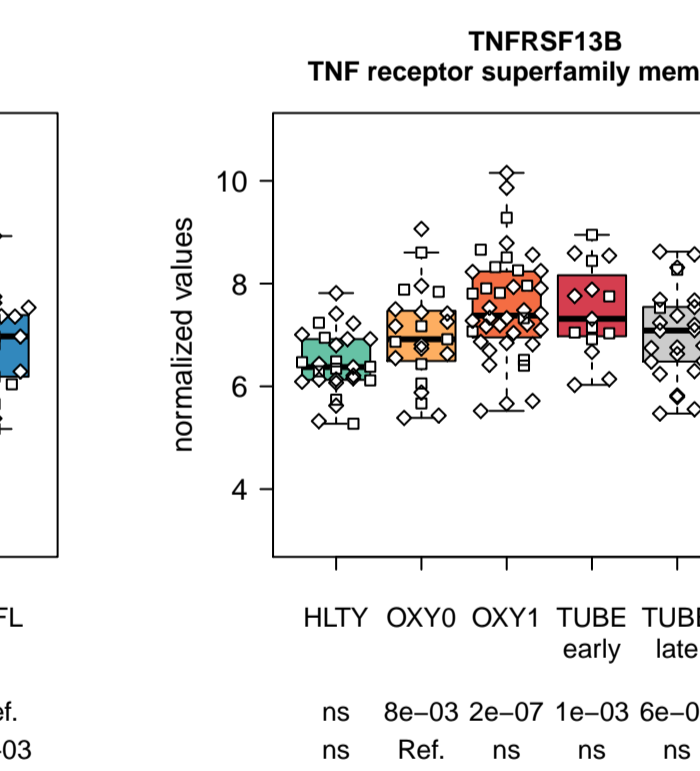 TNFRSF13B
TNF receptor superfamily mem
normalized values
10
8
6
4
FL
HLTY OXY0 OXY1 TUBE TUBE
early late
ef. ns 8e−03 2e−07 1e−03 6e−0
−03 ns Ref. ns ns ns